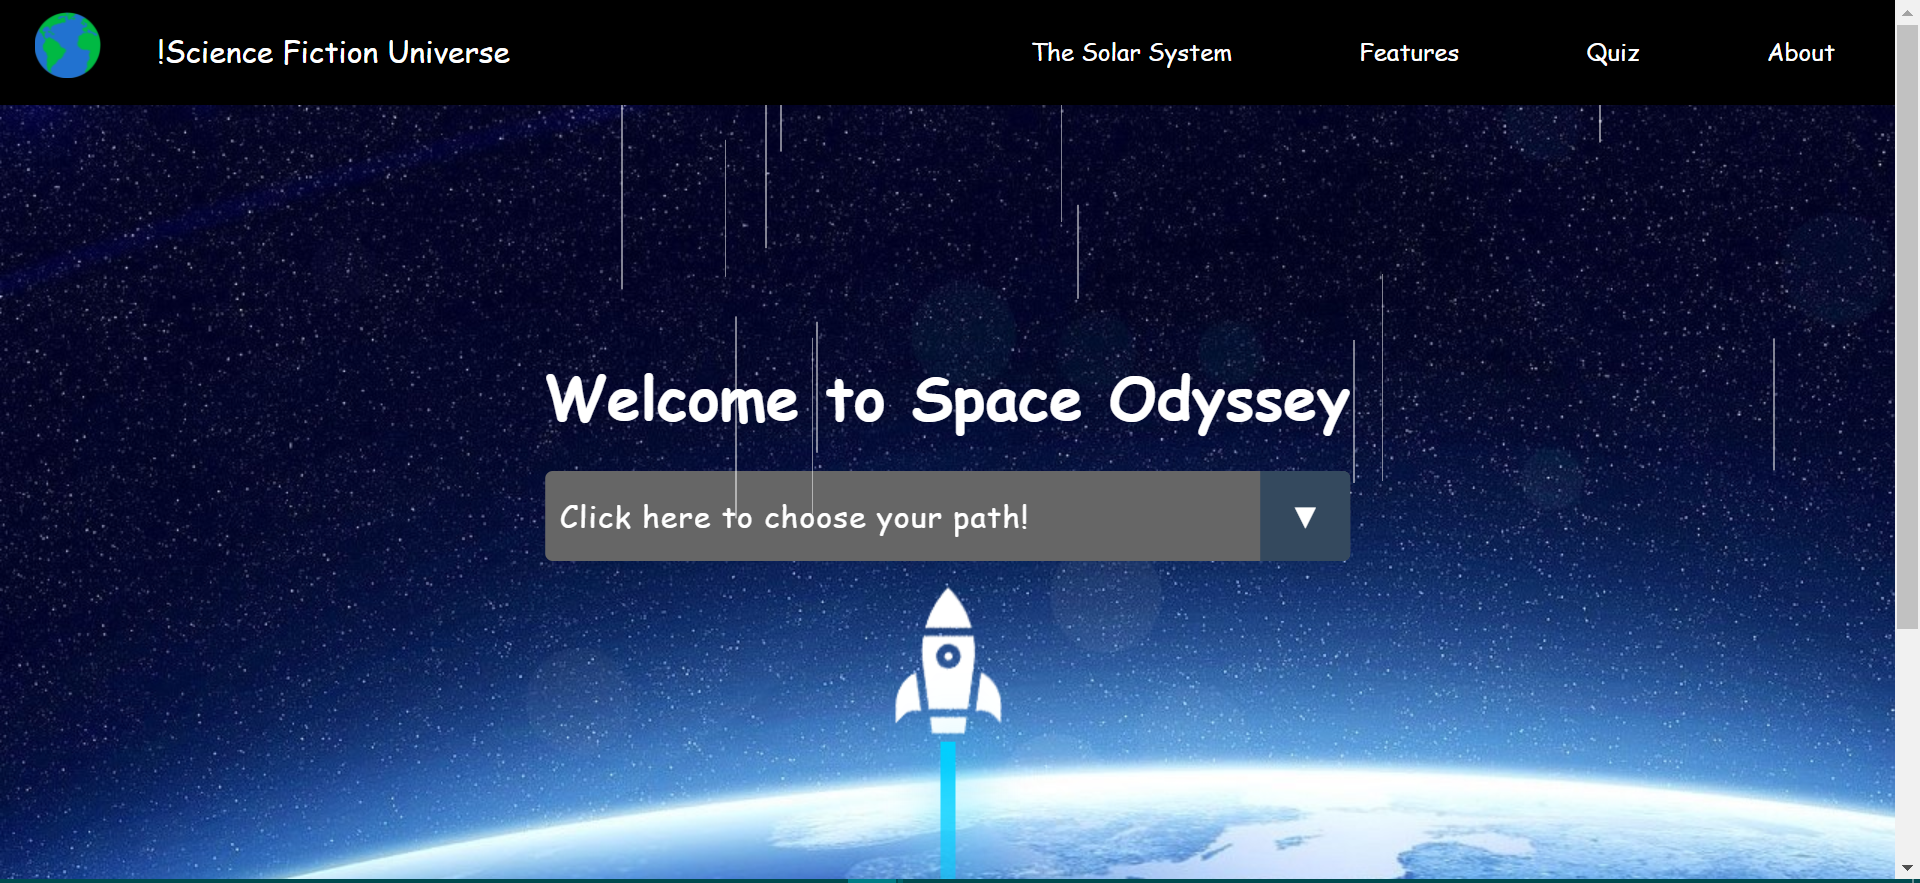 !Science Fiction Universe
The Solar System
Features
Quiz
About
Welcome to Space Odyssey
Click here to choose your path!